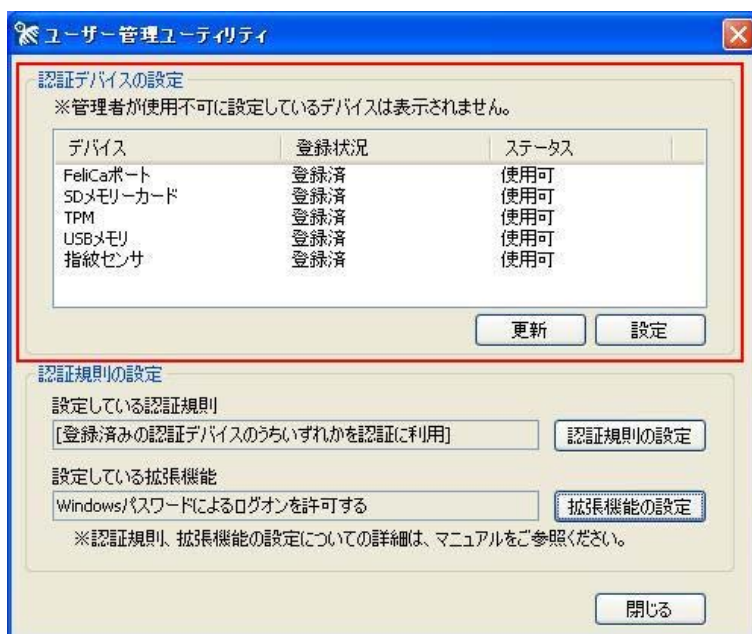 ユーザー管理ユーティリティ
認証デバイスの設定
※管理者が使用不可に設定しているデバイスは表示されません。
デバイス 登録状況 ステータス
FeliCaポート 登録済 使用可
SDメモリーカード 登録済 使用可
TPM 登録済 使用可
USBメモリ 登録済 使用可
指紋センサ 登録済 使用可
更新 設定
認証規則の設定
設定している認証規則
[登録済みの認証デバイスのうちいずれかを認証に利用] 認証規則の設定
設定している拡張機能
Windowsパスワードによるログオンを許可する 拡張機能の設定
※認証規則、拡張機能の設定についての詳細は、マニュアルをご参照ください。
閉じる